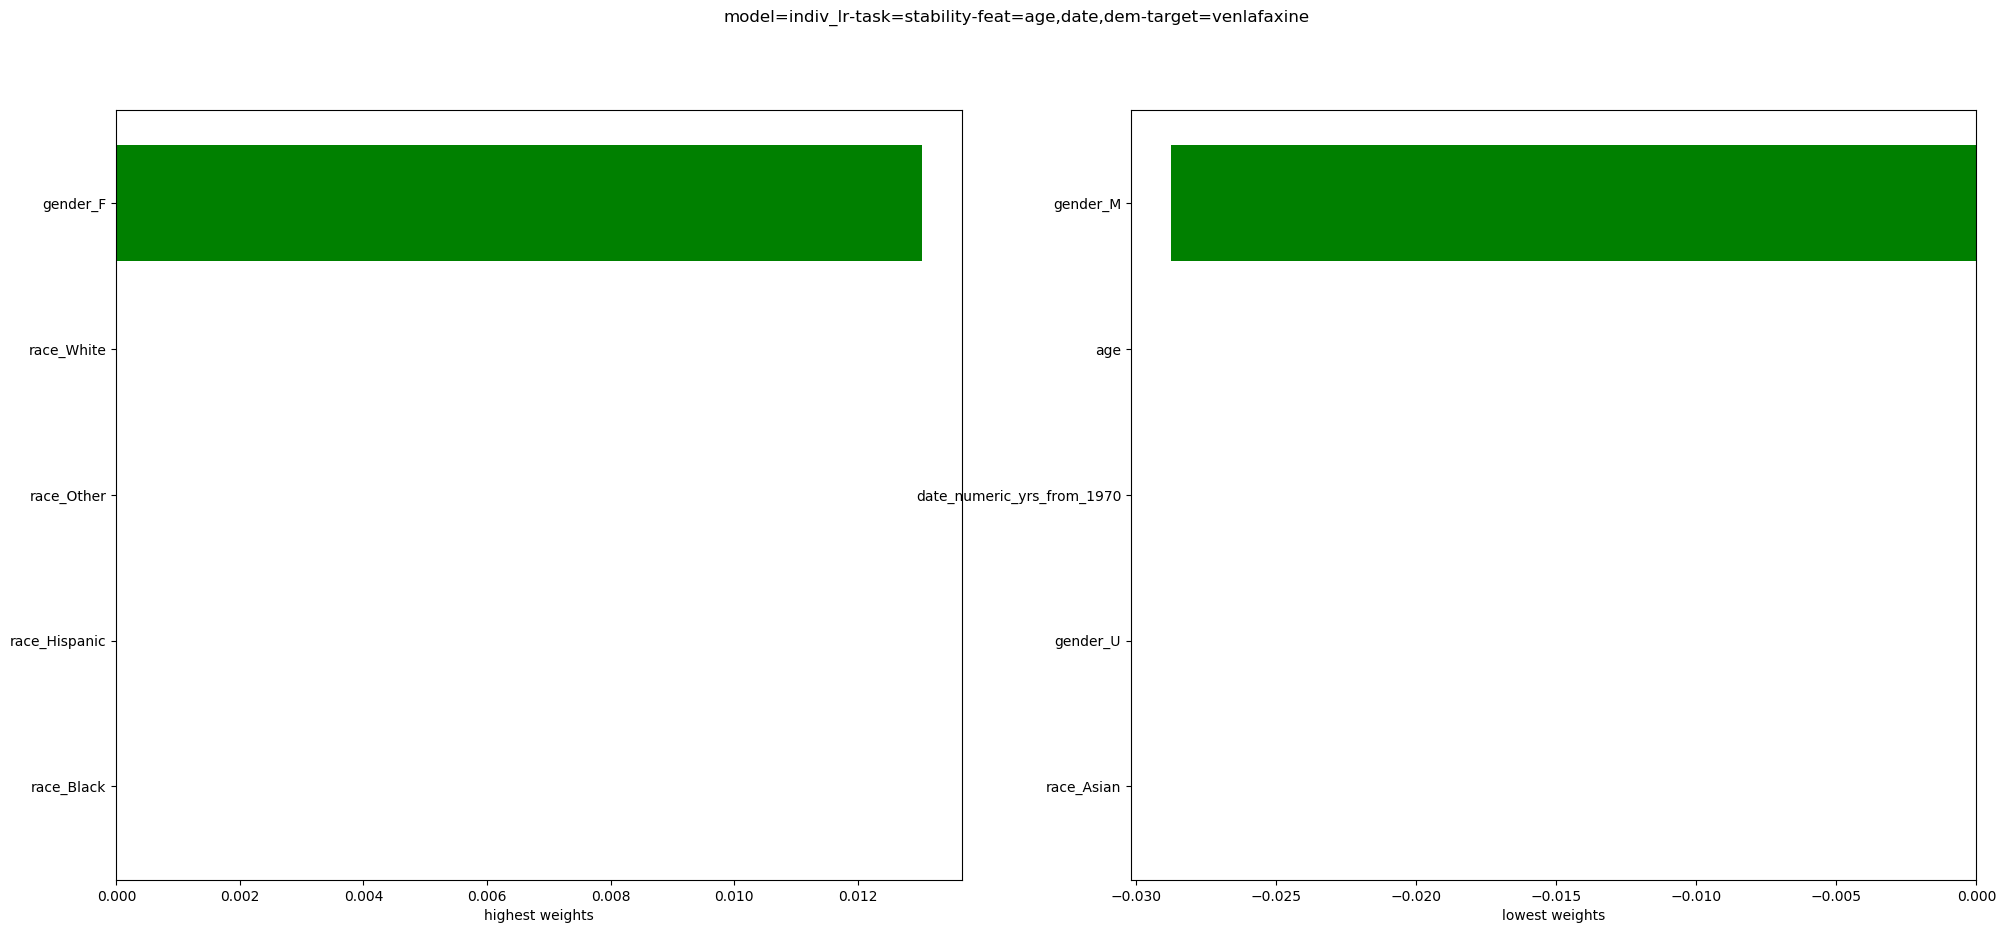 model=indiv_lr-task=stability-feat=age,date,dem-target=venlafaxine
gender_F
race_White
race_Other
race_Hispanic
race_Black
0.000 0.002 0.004 0.006 0.008 0.010 0.012
highest weights
gender_M
age
date_numeric_yrs_from_1970
gender_U
race_Asian
−0.030 −0.025 −0.020 −0.015 −0.010 −0.005 0.000
lowest weights